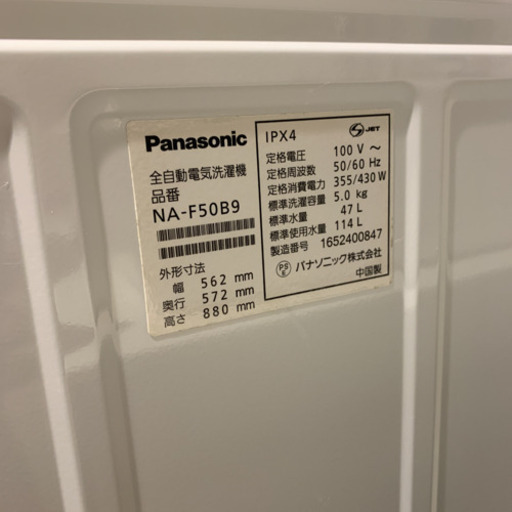 Panasonic
全自動電気洗濯機
品番
NA-F50B9
外形寸法
幅 562 mm
奥行 572 mm
高さ 880 mm
IPX4
JET
定格電圧 100 V ～
定格周波数 50/60 Hz
定格消費電力 355/430 W
標準洗濯容量 5.0 kg
標準水量 47 L
標準使用水量 114 L
製造番号 1652400847
PS E パナソニック株式会社
中国製